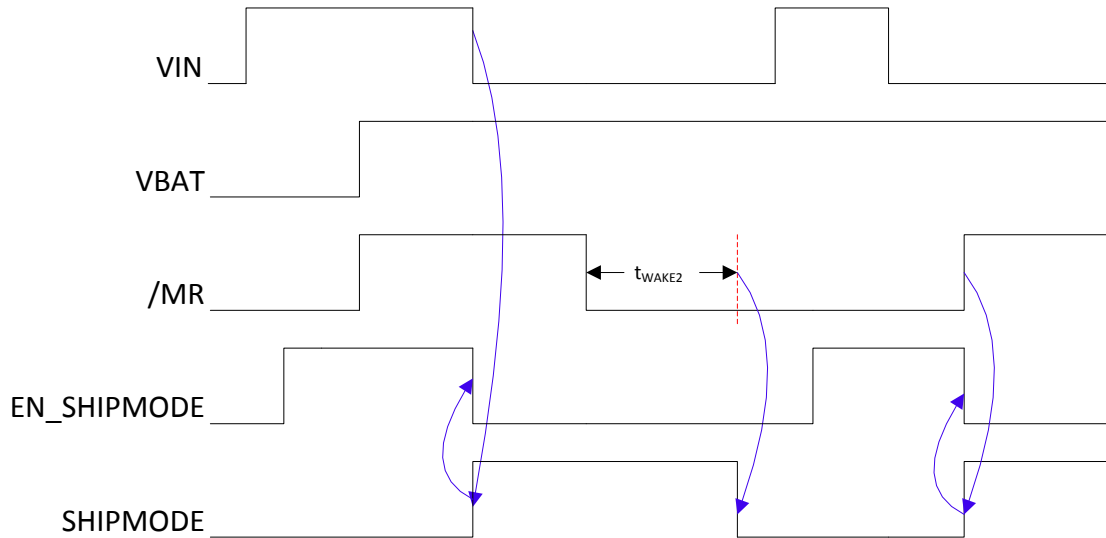 VIN
VBAT
/MR
tWAKE2
EN_SHIPMODE
SHIPMODE